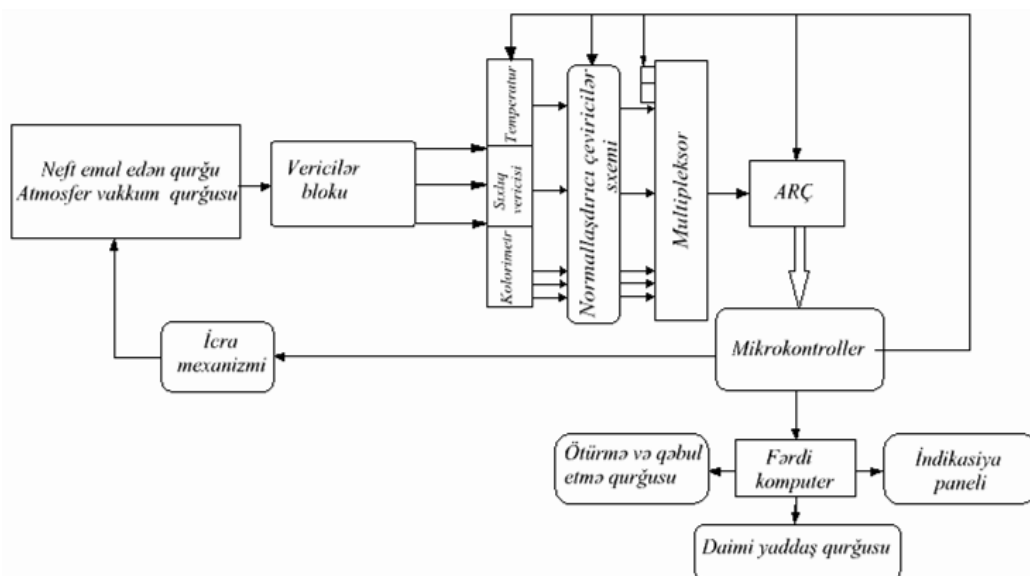 Neft emal edən qurğu
Atmosfer vakkum qurğusu
Vericilər
bloku
Temperatur
Sıxlıq
vericisi
Kolorimetr
Normallaşdırıcı çeviricilər
sxemi
Multipleksor
ARÇ
Mikrokontroller
İcra
mexanizmi
Ötürmə və qəbul
etmə qurğusu
Fərdi
komputer
İndikasiya
paneli
Daimi yaddaş qurğusu